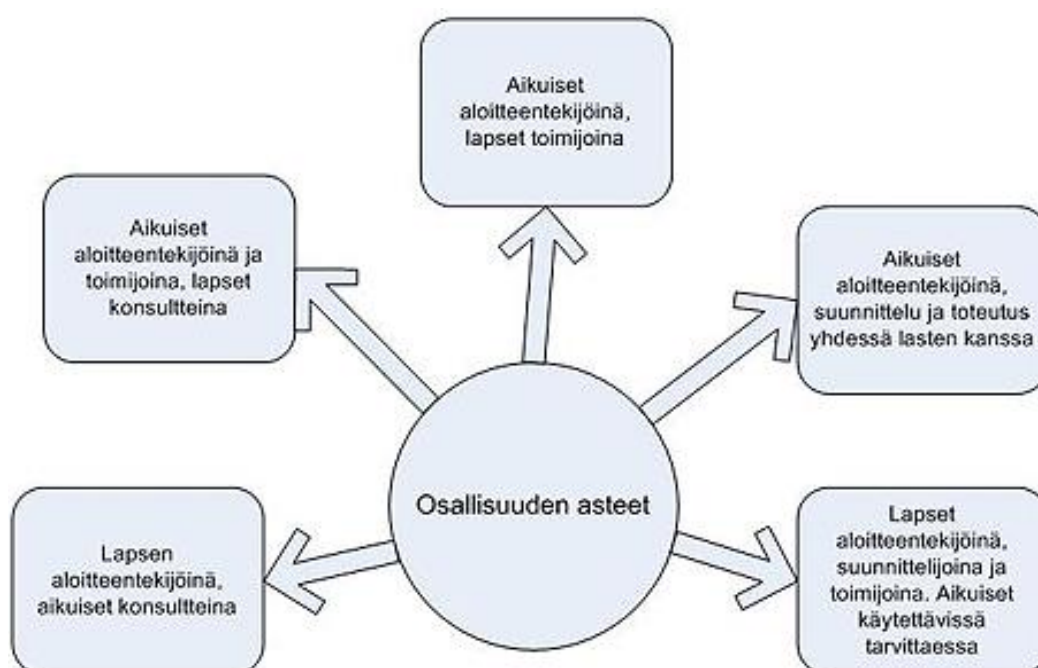 Aikuiset
aloitteentekijöinä,
lapset toimijoina
Aikuiset
aloitteentekijöinä ja
toimijoina, lapset
konsultteina
Aikuiset
aloitteentekijöinä,
suunnittelu ja toteutus
yhdessä lasten kanssa
Osallisuuden asteet
Lapsen
aloitteentekijöinä,
aikuiset konsultteina
Lapset
aloitteentekijöinä,
suunnittelijoina ja
toimijoina. Aikuiset
käytettävissä
tarvittaessa